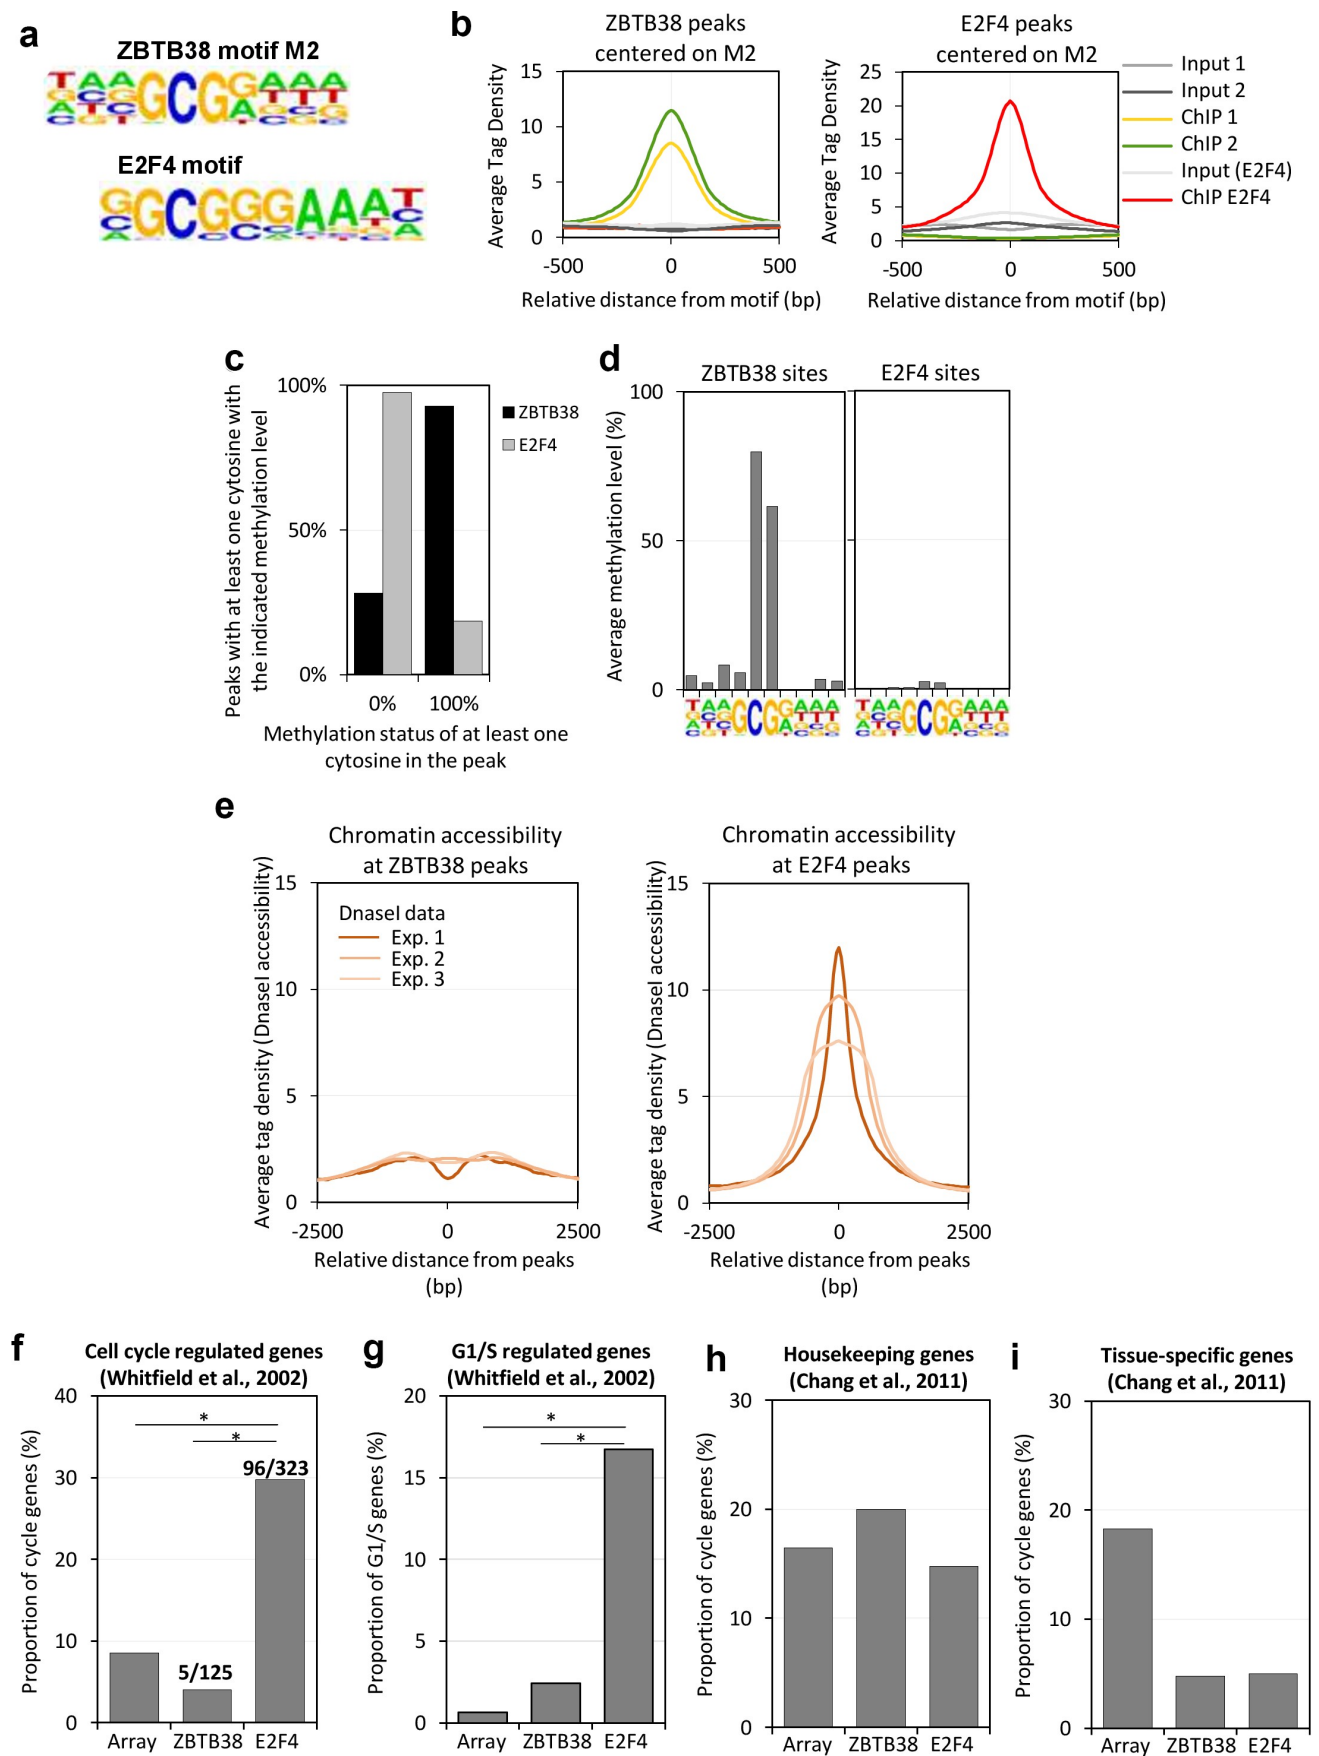 a
ZBTB38 motif M2
E2F4 motif
b
ZBTB38 peaks
centered on M2
Average Tag Density
15
10
5
0
-500 0 500
Relative distance from motif (bp)
E2F4 peaks
centered on M2
Average Tag Density
25
20
15
10
5
0
-500 0 500
Relative distance from motif (bp)
Input 1
Input 2
ChIP 1
ChIP 2
Input (E2F4)
ChIP E2F4
c
Peaks with at least one cytosine with
the indicated methylation level
100%
50%
0%
0% 100%
Methylation status of at least one
cytosine in the peak
ZBTB38
E2F4
d
ZBTB38 sites
E2F4 sites
Average methylation level (%)
100
50
0
e
Chromatin accessibility
at ZBTB38 peaks
Average tag density (DnaseI accessibility)
15
10
5
0
DnaseI data
Exp. 1
Exp. 2
Exp. 3
-2500 0 2500
Relative distance from peaks
(bp)
Chromatin accessibility
at E2F4 peaks
Average tag density (DnaseI accessibility)
15
10
5
0
-2500 0 2500
Relative distance from peaks
(bp)
f
Cell cycle regulated genes
(Whitfield et al., 2002)
Proportion of cycle genes (%)
40
30
20
10
0
*
*
96/323
5/125
Array ZBTB38 E2F4
g
G1/S regulated genes
(Whitfield et al., 2002)
Proportion of G1/S genes (%)
20
15
10
5
0
*
*
Array ZBTB38 E2F4
h
Housekeeping genes
(Chang et al., 2011)
Proportion of cycle genes (%)
30
20
10
0
Array ZBTB38 E2F4
i
Tissue-specific genes
(Chang et al., 2011)
Proportion of cycle genes (%)
30
20
10
0
Array ZBTB38 E2F4